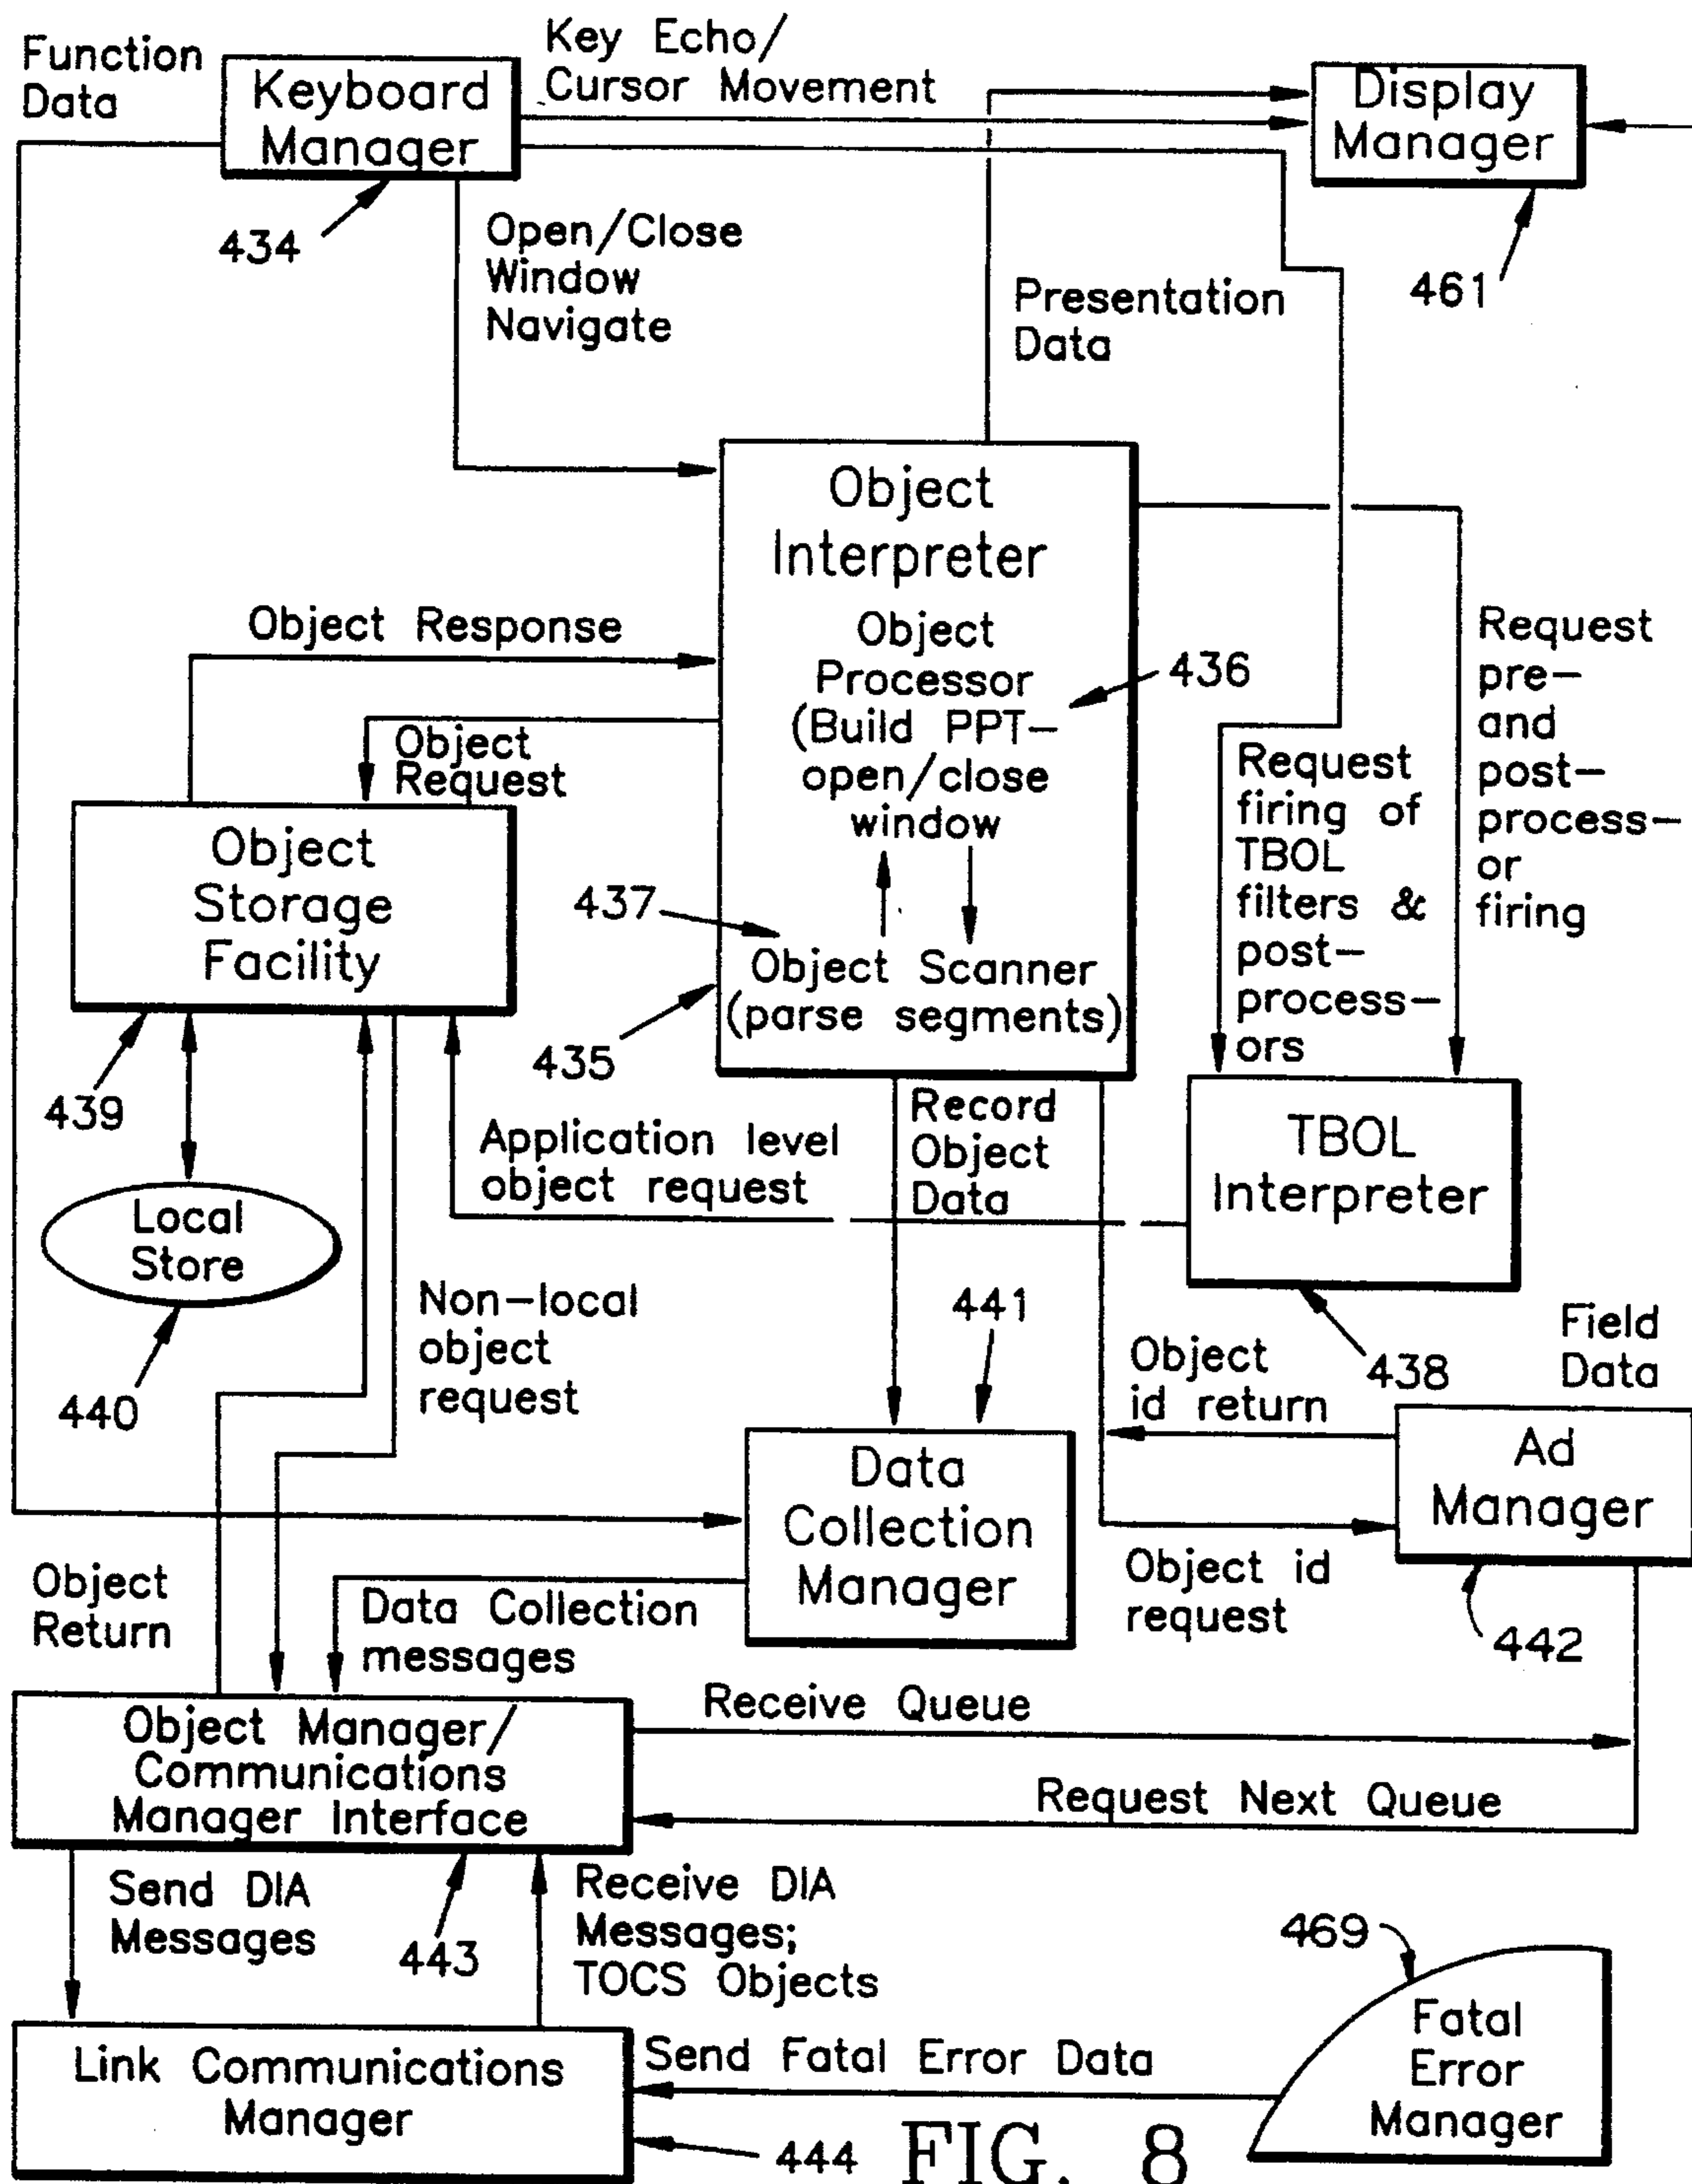 Function
Data
Keyboard
Manager
Key Echo/
Cursor Movement
Display
Manager
434
Open/Close
Window
Navigate
Presentation
Data
461
Object
Interpreter
Object
Processor
(Build PPT-
open/close
window
436
Object Response
Object
Request
Object
Storage
Facility
437
Object Scanner
(parse segments)
435
Request
firing of
TBOL
filters &
post-
process-
ors
Request
pre-
and
post-
process-
or
firing
439
Application level
object request
Record
Object
Data
TBOL
Interpreter
Local
Store
440
Non-local
object
request
441
438
Field
Data
Object
id return
Ad
Manager
Data
Collection
Manager
Object id
request
442
Object
Return
Data Collection
messages
Object Manager/
Communications
Manager Interface
Receive Queue
Request Next Queue
Send DIA
Messages
443
Receive DIA
Messages;
TOCS Objects
469
Fatal
Error
Manager
Link Communications
Manager
Send Fatal Error Data
444
FIG. 8